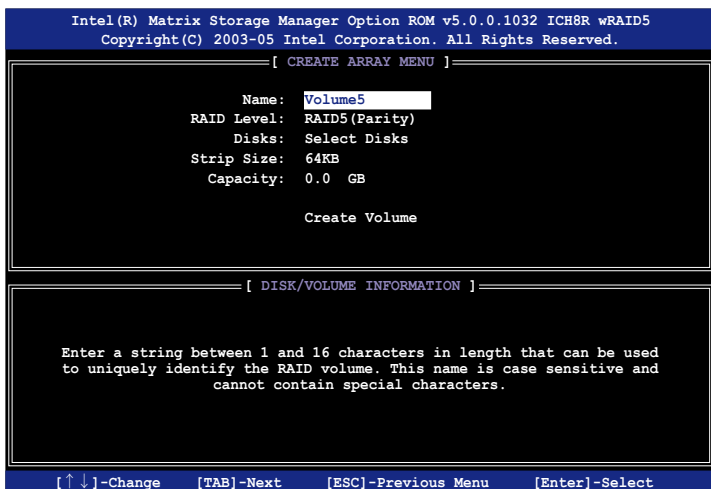 Intel(R) Matrix Storage Manager Option ROM v5.0.0.1032 ICH8R wRAID5
Copyright(C) 2003-05 Intel Corporation. All Rights Reserved.
[ CREATE ARRAY MENU ]
Name: Volume5
RAID Level: RAID5(Parity)
Disks: Select Disks
Strip Size: 64KB
Capacity: 0.0 GB
Create Volume
[ DISK/VOLUME INFORMATION ]
Enter a string between 1 and 16 characters in length that can be used
to uniquely identify the RAID volume. This name is case sensitive and
cannot contain special characters.
[↑↓]-Change [TAB]-Next [ESC]-Previous Menu [Enter]-Select